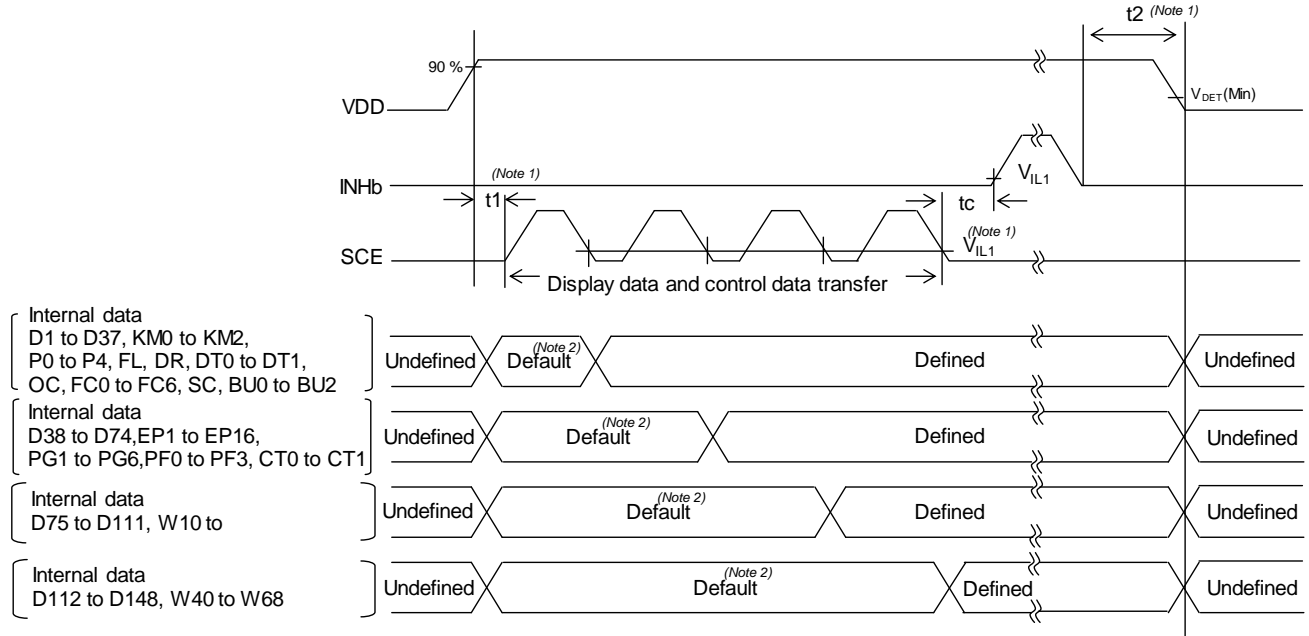 t2 (Note 1)
90 %
VDD
VDET(Min)
INHb
(Note 1)
t1
VIL1
tc
(Note 1)
VIL1
SCE
Display data and control data transfer
Internal data
D1 to D37, KM0 to KM2,
P0 to P4, FL, DR, DT0 to DT1,
OC, FC0 to FC6, SC, BU0 to BU2
Undefined
Default (Note 2)
Defined
Undefined
Internal data
D38 to D74,EP1 to EP16,
PG1 to PG6,PF0 to PF3, CT0 to CT1
Undefined
Default (Note 2)
Defined
Undefined
Internal data
D75 to D111, W10 to
Undefined
Default (Note 2)
Defined
Undefined
Internal data
D112 to D148, W40 to W68
Undefined
Default (Note 2)
Defined
Undefined